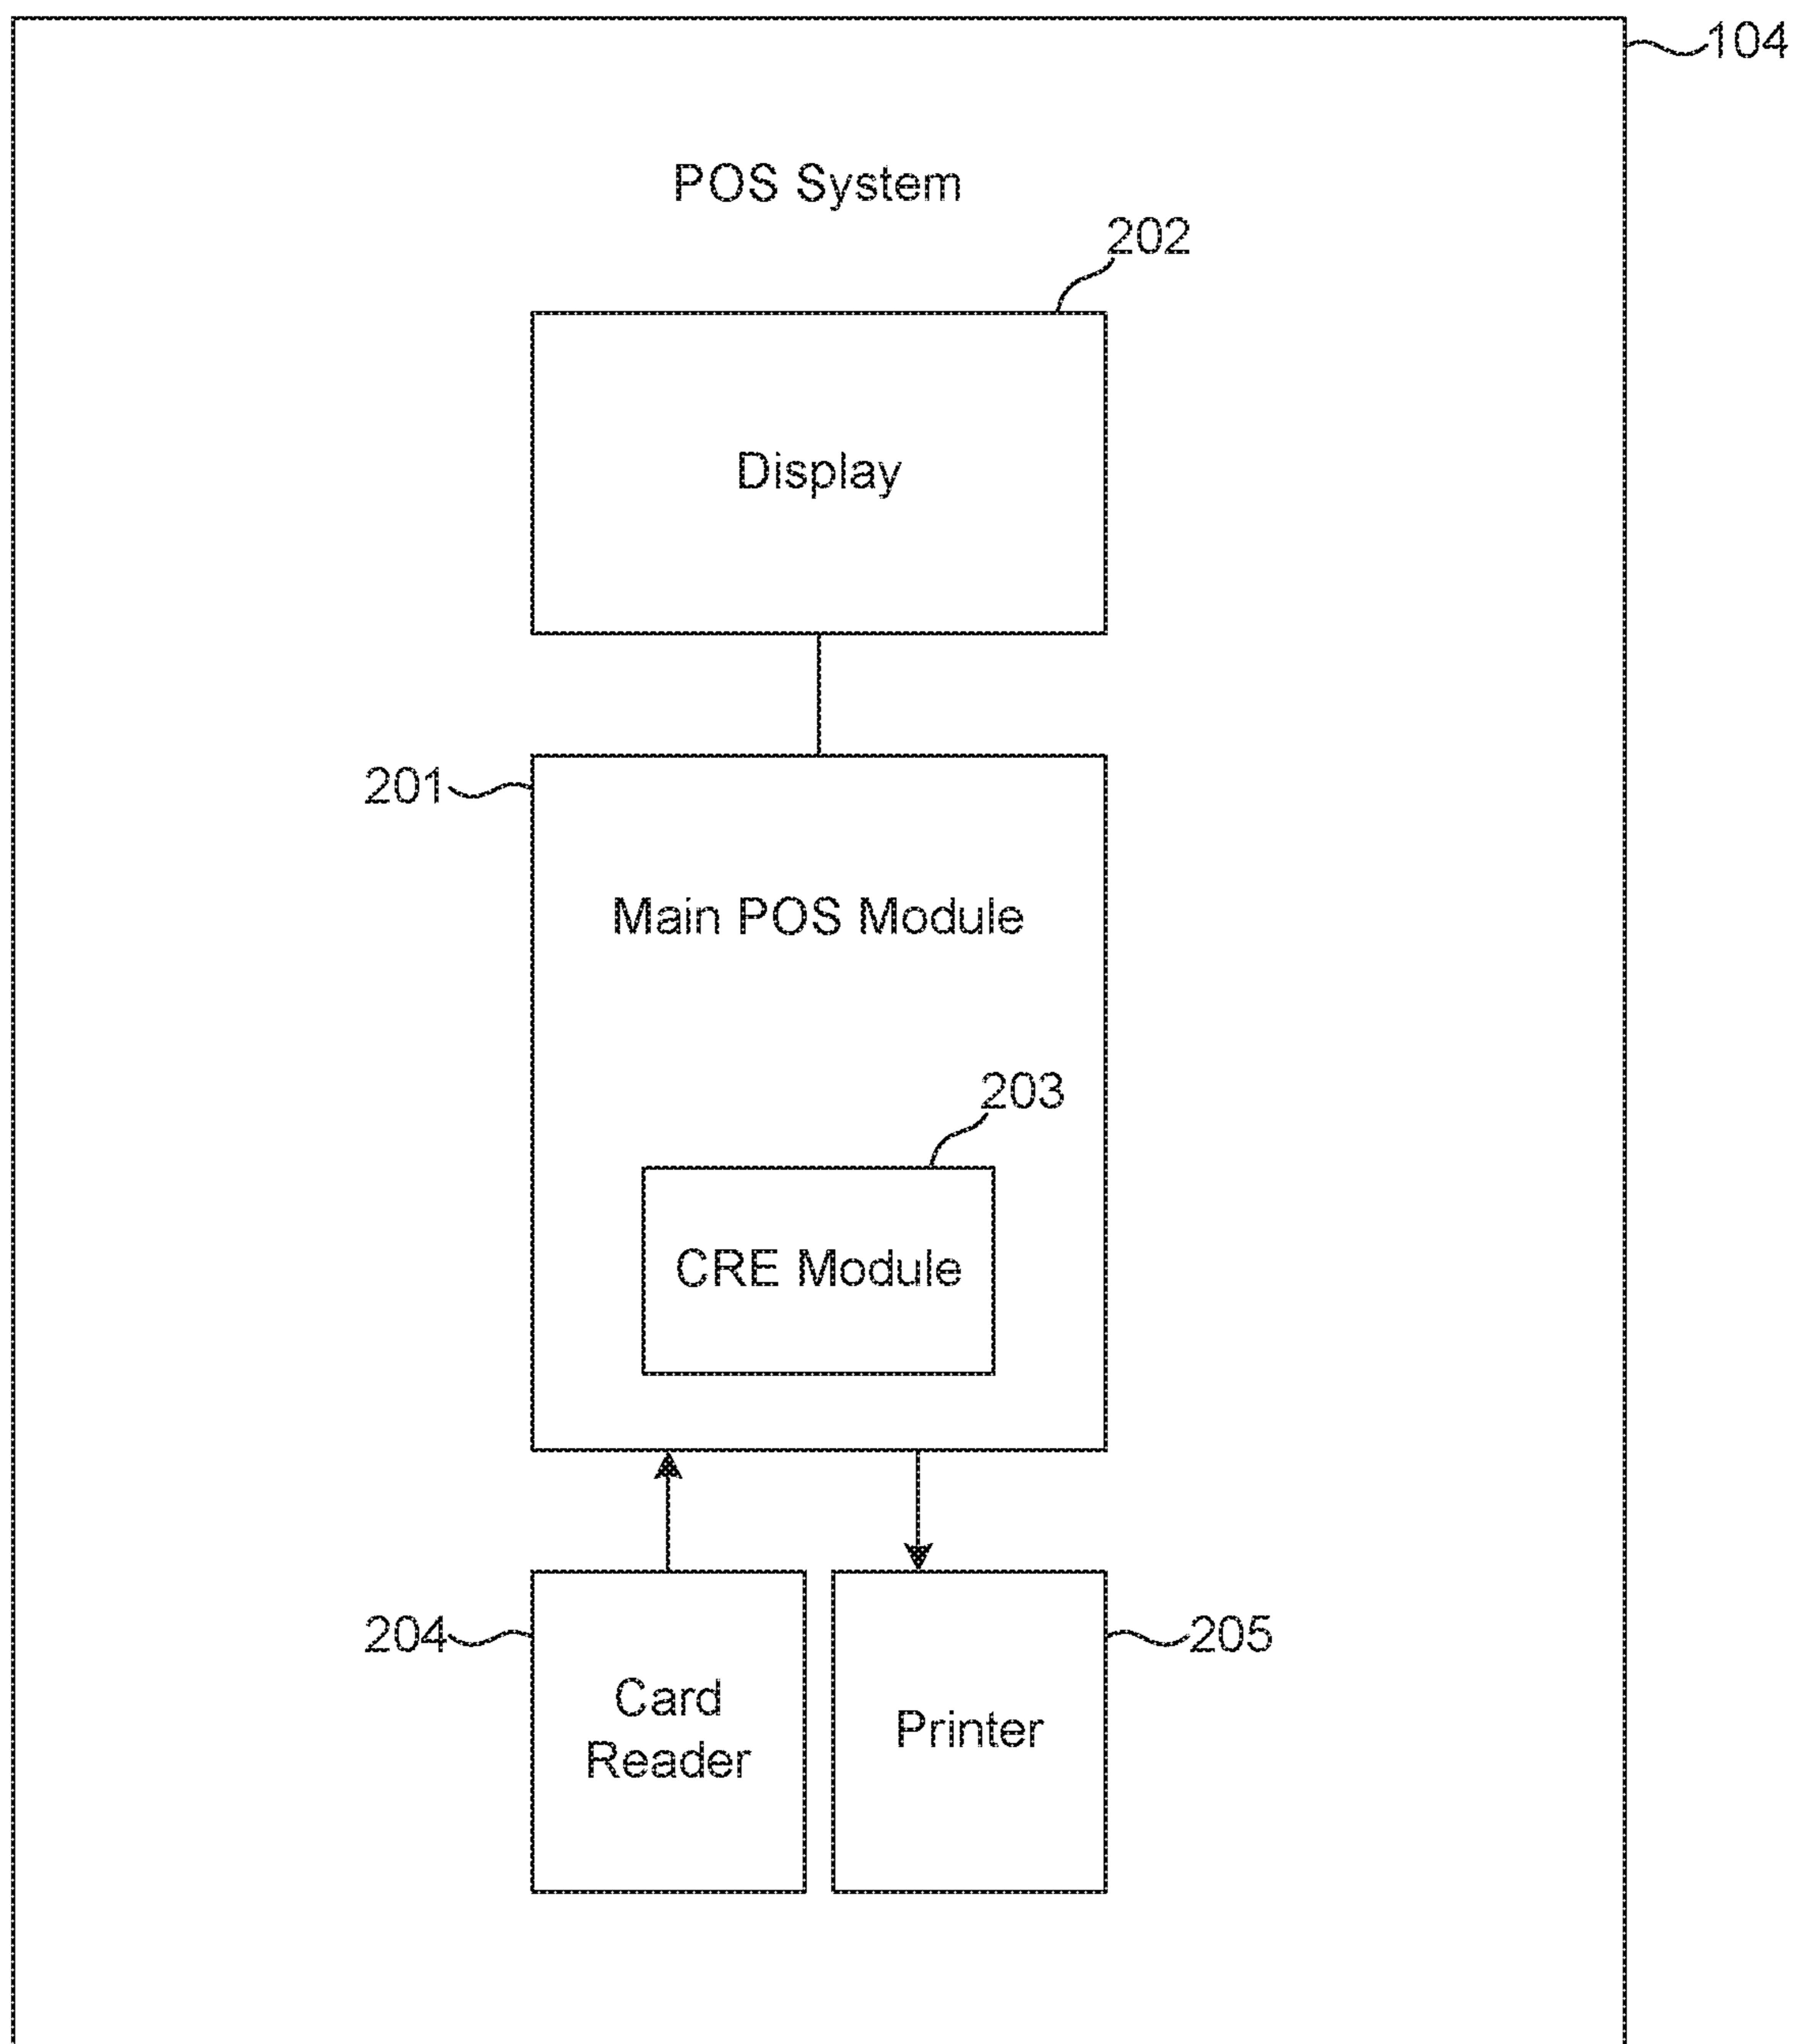 104
POS System
202
Display
201
Main POS Module
203
CRE Module
204
205
Card
Reader
Printer